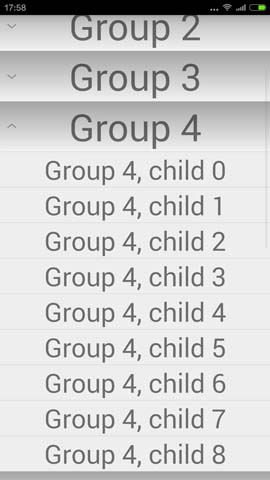 17:58
Group 2
Group 3
Group 4
Group 4, child 0
Group 4, child 1
Group 4, child 2
Group 4, child 3
Group 4, child 4
Group 4, child 5
Group 4, child 6
Group 4, child 7
Group 4, child 8